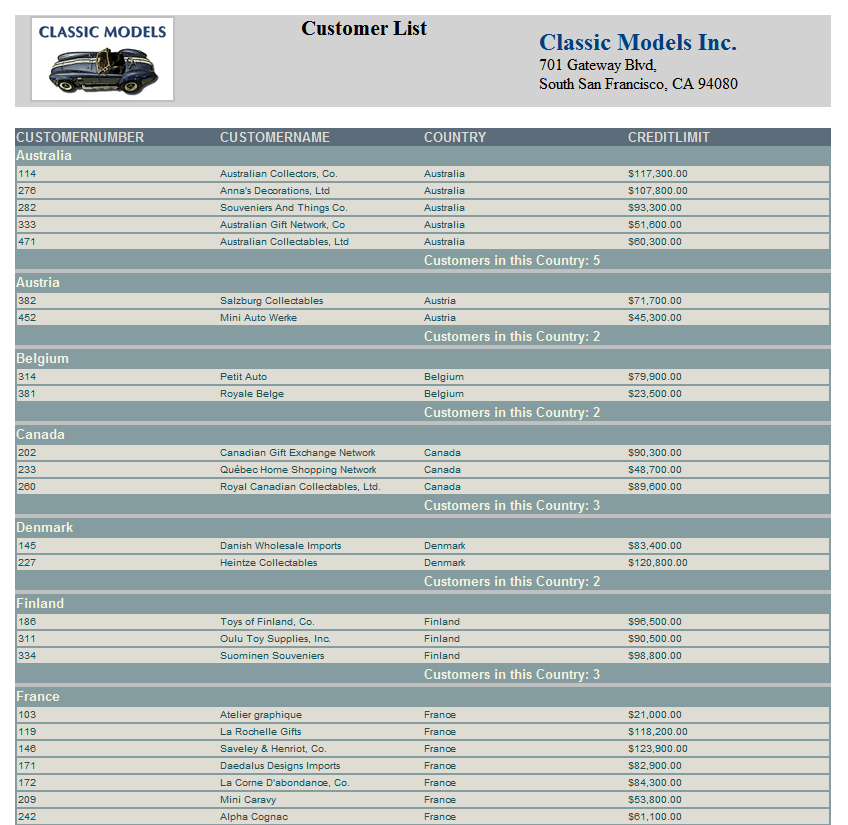 CLASSIC MODELS
Customer List
Classic Models Inc.
701 Gateway Blvd,
South San Francisco, CA 94080
CUSTOMERNUMBER CUSTOMERNAME COUNTRY CREDITLIMIT
Australia
114 Australian Collectors, Co. Australia $117,300.00
276 Anna's Decorations, Ltd Australia $107,800.00
282 Souveniers And Things Co. Australia $93,300.00
333 Australian Gift Network, Co Australia $51,600.00
471 Australian Collectables, Ltd Australia $60,300.00
Customers in this Country: 5
Austria
382 Salzburg Collectables Austria $71,700.00
452 Mini Auto Werke Austria $45,300.00
Customers in this Country: 2
Belgium
314 Petit Auto Belgium $79,900.00
381 Royale Belge Belgium $23,500.00
Customers in this Country: 2
Canada
202 Canadian Gift Exchange Network Canada $90,300.00
233 Québec Home Shopping Network Canada $48,700.00
260 Royal Canadian Collectables, Ltd. Canada $89,600.00
Customers in this Country: 3
Denmark
145 Danish Wholesale Imports Denmark $83,400.00
227 Heintze Collectables Denmark $120,800.00
Customers in this Country: 2
Finland
186 Toys of Finland, Co. Finland $96,500.00
311 Oulu Toy Supplies, Inc. Finland $90,500.00
334 Suominen Souveniers Finland $98,800.00
Customers in this Country: 3
France
103 Atelier graphique France $21,000.00
119 La Rochelle Gifts France $118,200.00
146 Saveley & Henriot, Co. France $123,900.00
171 Daedalus Designs Imports France $82,900.00
172 La Corne D'abondance, Co. France $84,300.00
209 Mini Caravy France $53,800.00
242 Alpha Cognac France $61,100.00